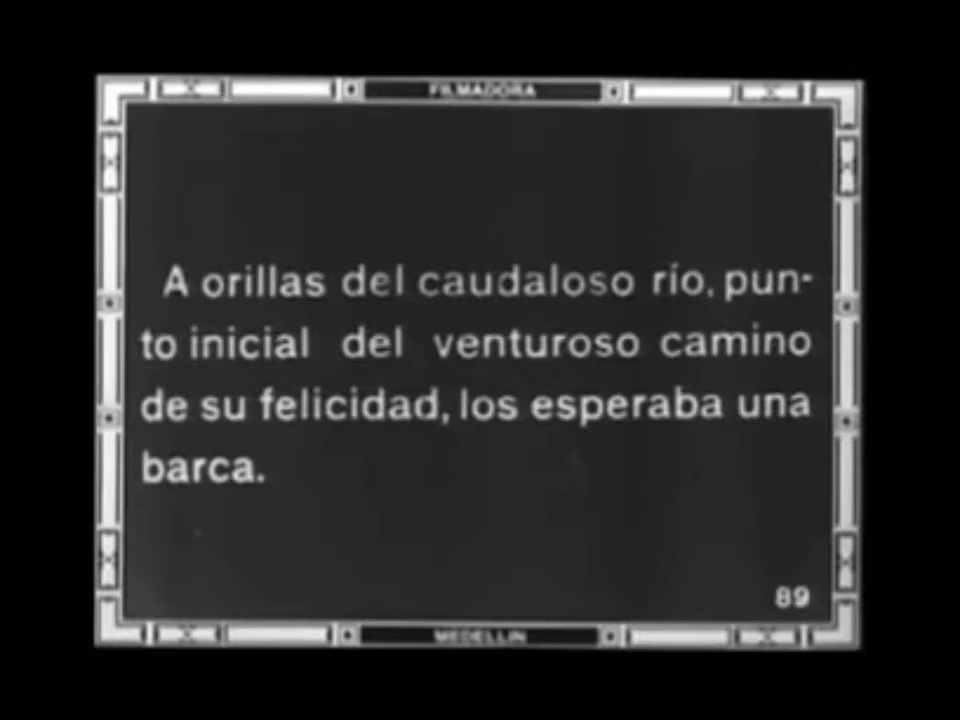 FILMADORA
A orillas del caudaloso río, pun-
to inicial del venturoso camino
de su felicidad, los esperaba una
barca.
89
MEDELLIN